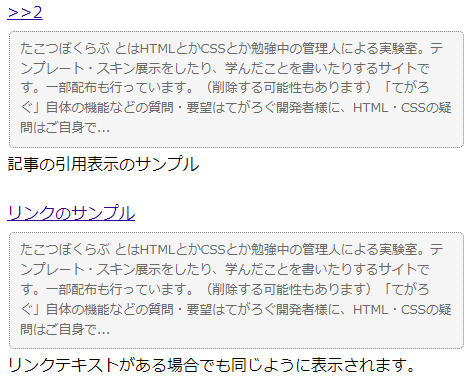 >>2
たこつぼくらぶ とはHTMLとかCSSとか勉強中の管理人による実験室。テ
ンプレート・スキン展示をしたり、学んだことを書いたりするサイトで
す。一部配布も行っています。（削除する可能性もあります）「てがろ
ぐ」自体の機能などの質問・要望はてがろぐ開発者様に、HTML・CSSの疑
問はご自身で…
記事の引用表示のサンプル
リンクのサンプル
たこつぼくらぶ とはHTMLとかCSSとか勉強中の管理人による実験室。テ
ンプレート・スキン展示をしたり、学んだことを書いたりするサイトで
す。一部配布も行っています。（削除する可能性もあります）「てがろ
ぐ」自体の機能などの質問・要望はてがろぐ開発者様に、HTML・CSSの疑
問はご自身で…
リンクテキストがある場合でも同じように表示されます。